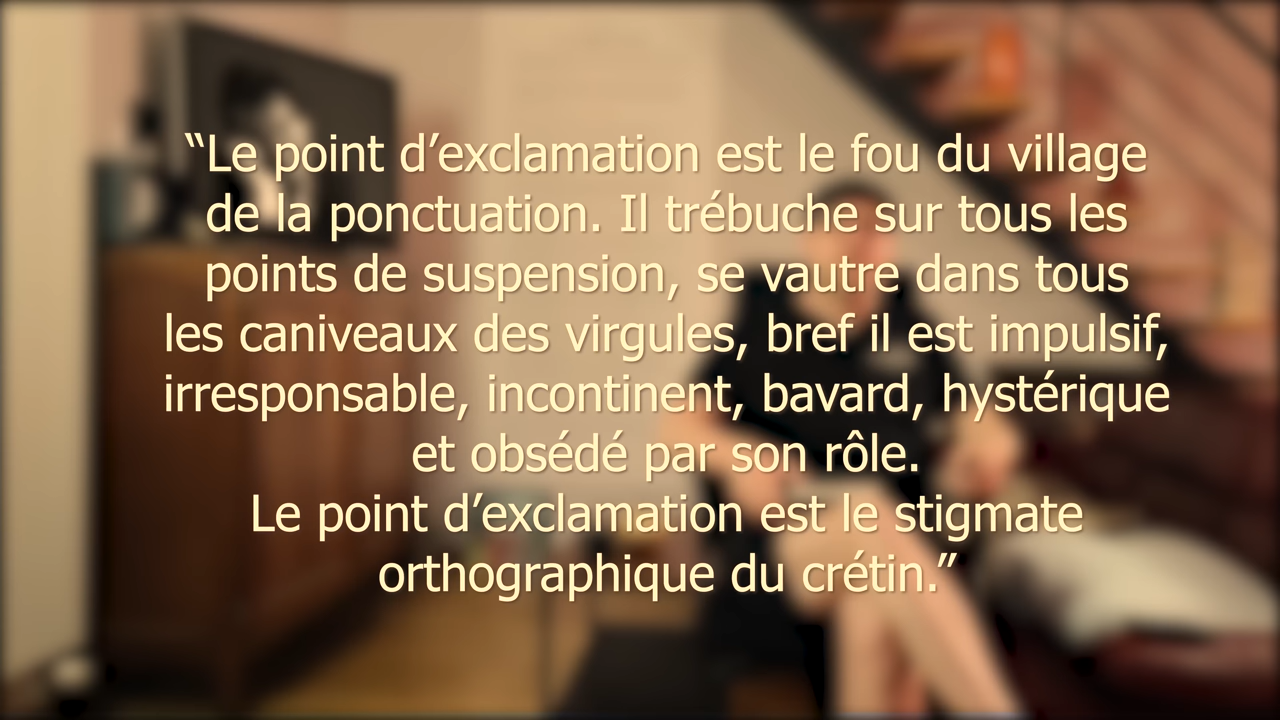 “Le point d’exclamation est le fou du village
de la ponctuation. Il trébuche sur tous les
points de suspension, se vautre dans tous
les caniveaux des virgules, bref il est impulsif,
irresponsable, incontinent, bavard, hystérique
et obsédé par son rôle.
Le point d’exclamation est le stigmate
orthographique du crétin.”